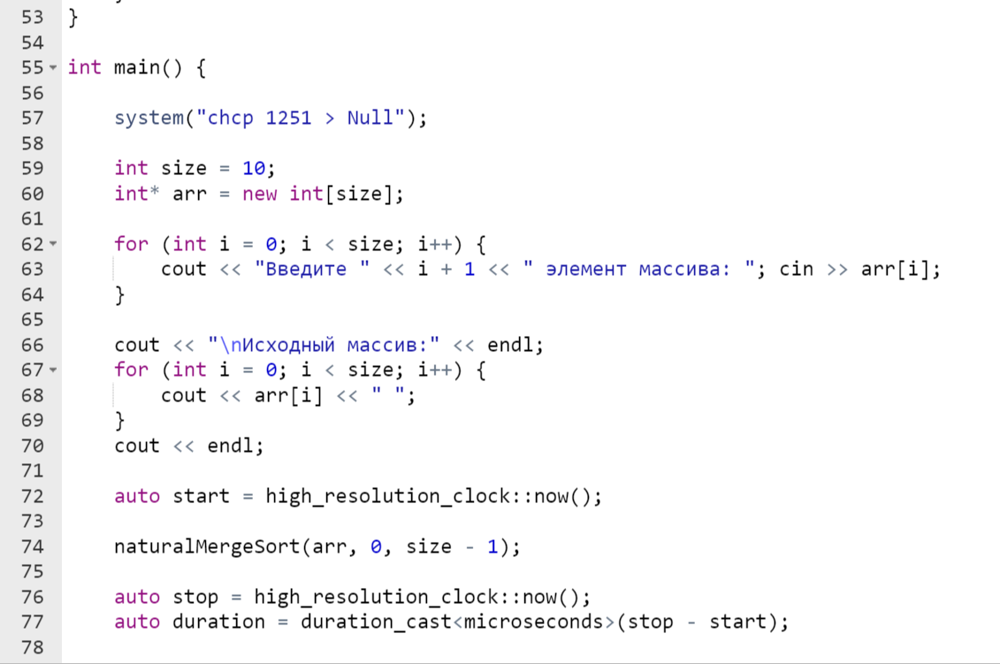 53 }
54
55 int main() {
56
57     system("chcp 1251 > Null");
58
59     int size = 10;
60     int* arr = new int[size];
61
62     for (int i = 0; i < size; i++) {
63         cout << "Введите " << i + 1 << " элемент массива: "; cin >> arr[i];
64     }
65
66     cout << "\nИсходный массив:" << endl;
67     for (int i = 0; i < size; i++) {
68         cout << arr[i] << " ";
69     }
70     cout << endl;
71
72     auto start = high_resolution_clock::now();
73
74     naturalMergeSort(arr, 0, size - 1);
75
76     auto stop = high_resolution_clock::now();
77     auto duration = duration_cast<microseconds>(stop - start);
78